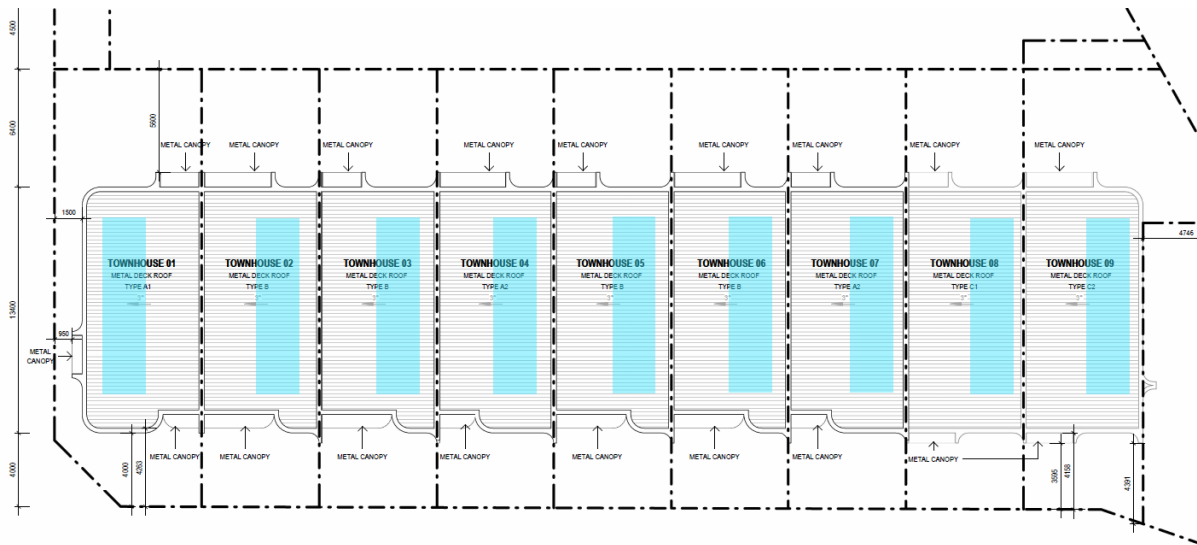 4500
6400
5600
METAL CANOPY
METAL CANOPY
METAL CANOPY
METAL CANOPY
METAL CANOPY
METAL CANOPY
METAL CANOPY
METAL CANOPY
METAL CANOPY
1500
4746
TOWNHOUSE 01
METAL DECK ROOF
TYPE A1
TOWNHOUSE 02
METAL DECK ROOF
TYPE B
TOWNHOUSE 03
METAL DECK ROOF
TYPE B
TOWNHOUSE 04
METAL DECK ROOF
TYPE A2
TOWNHOUSE 05
METAL DECK ROOF
TYPE B
TOWNHOUSE 06
METAL DECK ROOF
TYPE B
TOWNHOUSE 07
METAL DECK ROOF
TYPE A2
TOWNHOUSE 08
METAL DECK ROOF
TYPE C1
TOWNHOUSE 09
METAL DECK ROOF
TYPE C2
950
METAL
CANOPY
METAL CANOPY
METAL CANOPY
METAL CANOPY
METAL CANOPY
METAL CANOPY
METAL CANOPY
METAL CANOPY
METAL CANOPY
4000
4000
4263
3595
4158
4391